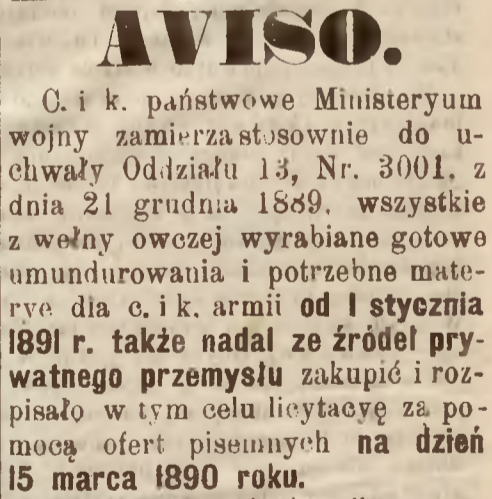 AVISO.
C. i k. państwowe Ministeryum
wojny zamierza stosownie do u-
chwały Oddziału 13, Nr. 3001. z
dnia 21 grudnia 1889. wszystkie
z wełny owczej wyrabiane gotowe
umundurowania i potrzebne mate-
rye dla c. i k. armii od 1 stycznia
1891 r. także nadal ze źródeł pry-
watnego przemysłu zakupić i roz-
pisało w tym celu licytacyę za po-
mocą ofert pisemnych na dzień
15 marca 1890 roku.